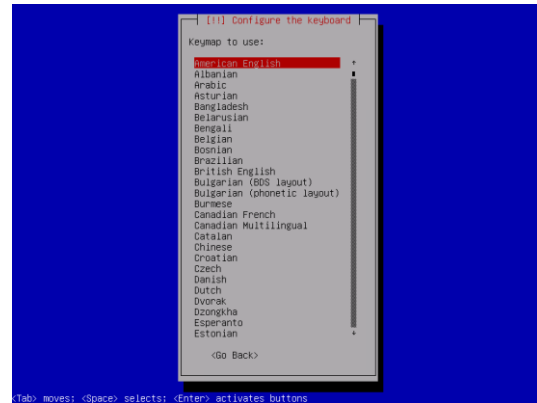 [!!] Configure the keyboard
Keymap to use:
American English
Albanian
Arabic
Asturian
Bangladesh
Belarusian
Bengali
Belgian
Bosnian
Brazilian
British English
Bulgarian (BDS layout)
Bulgarian (phonetic layout)
Burmese
Canadian French
Canadian Multilingual
Catalan
Chinese
Croatian
Czech
Danish
Dutch
Dvorak
Dzongkha
Esperanto
Estonian
<Go Back>
<Tab> moves; <Space> selects; <Enter> activates buttons